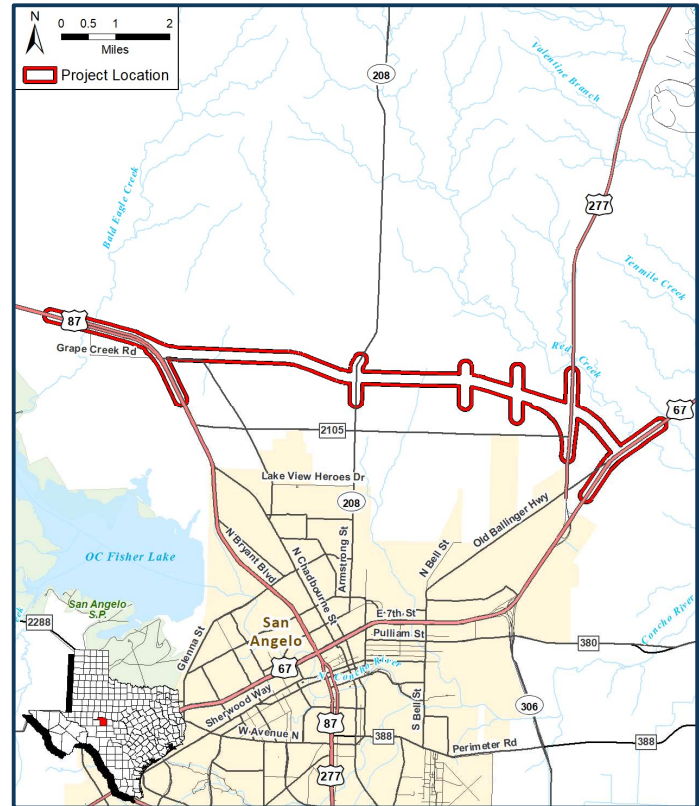 N
0 0.5 1 2
Miles
Project Location
208
Valentine Branch
Bald Eagle Creek
277
Tenmile Creek
87
Grape Creek Rd
Red Creek
67
2105
Lake View Heroes Dr
208
Old Ballinger Hwy
OC Fisher Lake
N Bryant Blvd
N Chadbourne St
Armstrong St
N Bell St
San Angelo
S.P.
2288
Glenna St
San
Angelo
E 7th St
Pulliam St
Concho River
380
67
N Concho River
Sherwood Way
S Bell St
306
87
W Avenue N
388
Perimeter Rd
388
277